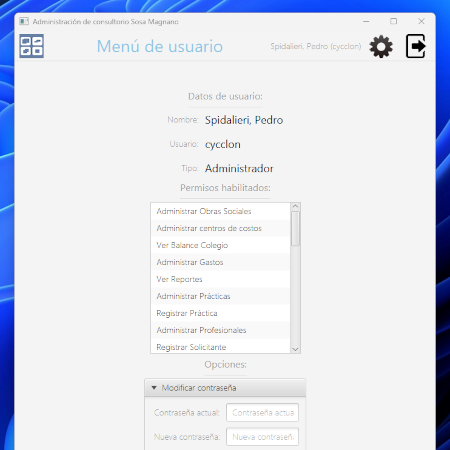 Administración de consultorio Sosa Magnano
Menú de usuario
Spidalieri, Pedro (cycclon)
Datos de usuario:
Nombre: Spidalieri, Pedro
Usuario: cycclon
Tipo: Administrador
Permisos habilitados:
Administrar Obras Sociales
Administrar centros de costos
Ver Balance Colegio
Administrar Gastos
Ver Reportes
Administrar Prácticas
Registrar Práctica
Administrar Profesionales
Registrar Solicitante
Opciones:
Modificar contraseña
Contraseña actual: Contraseña actua
Nueva contraseña: Nueva contraseña